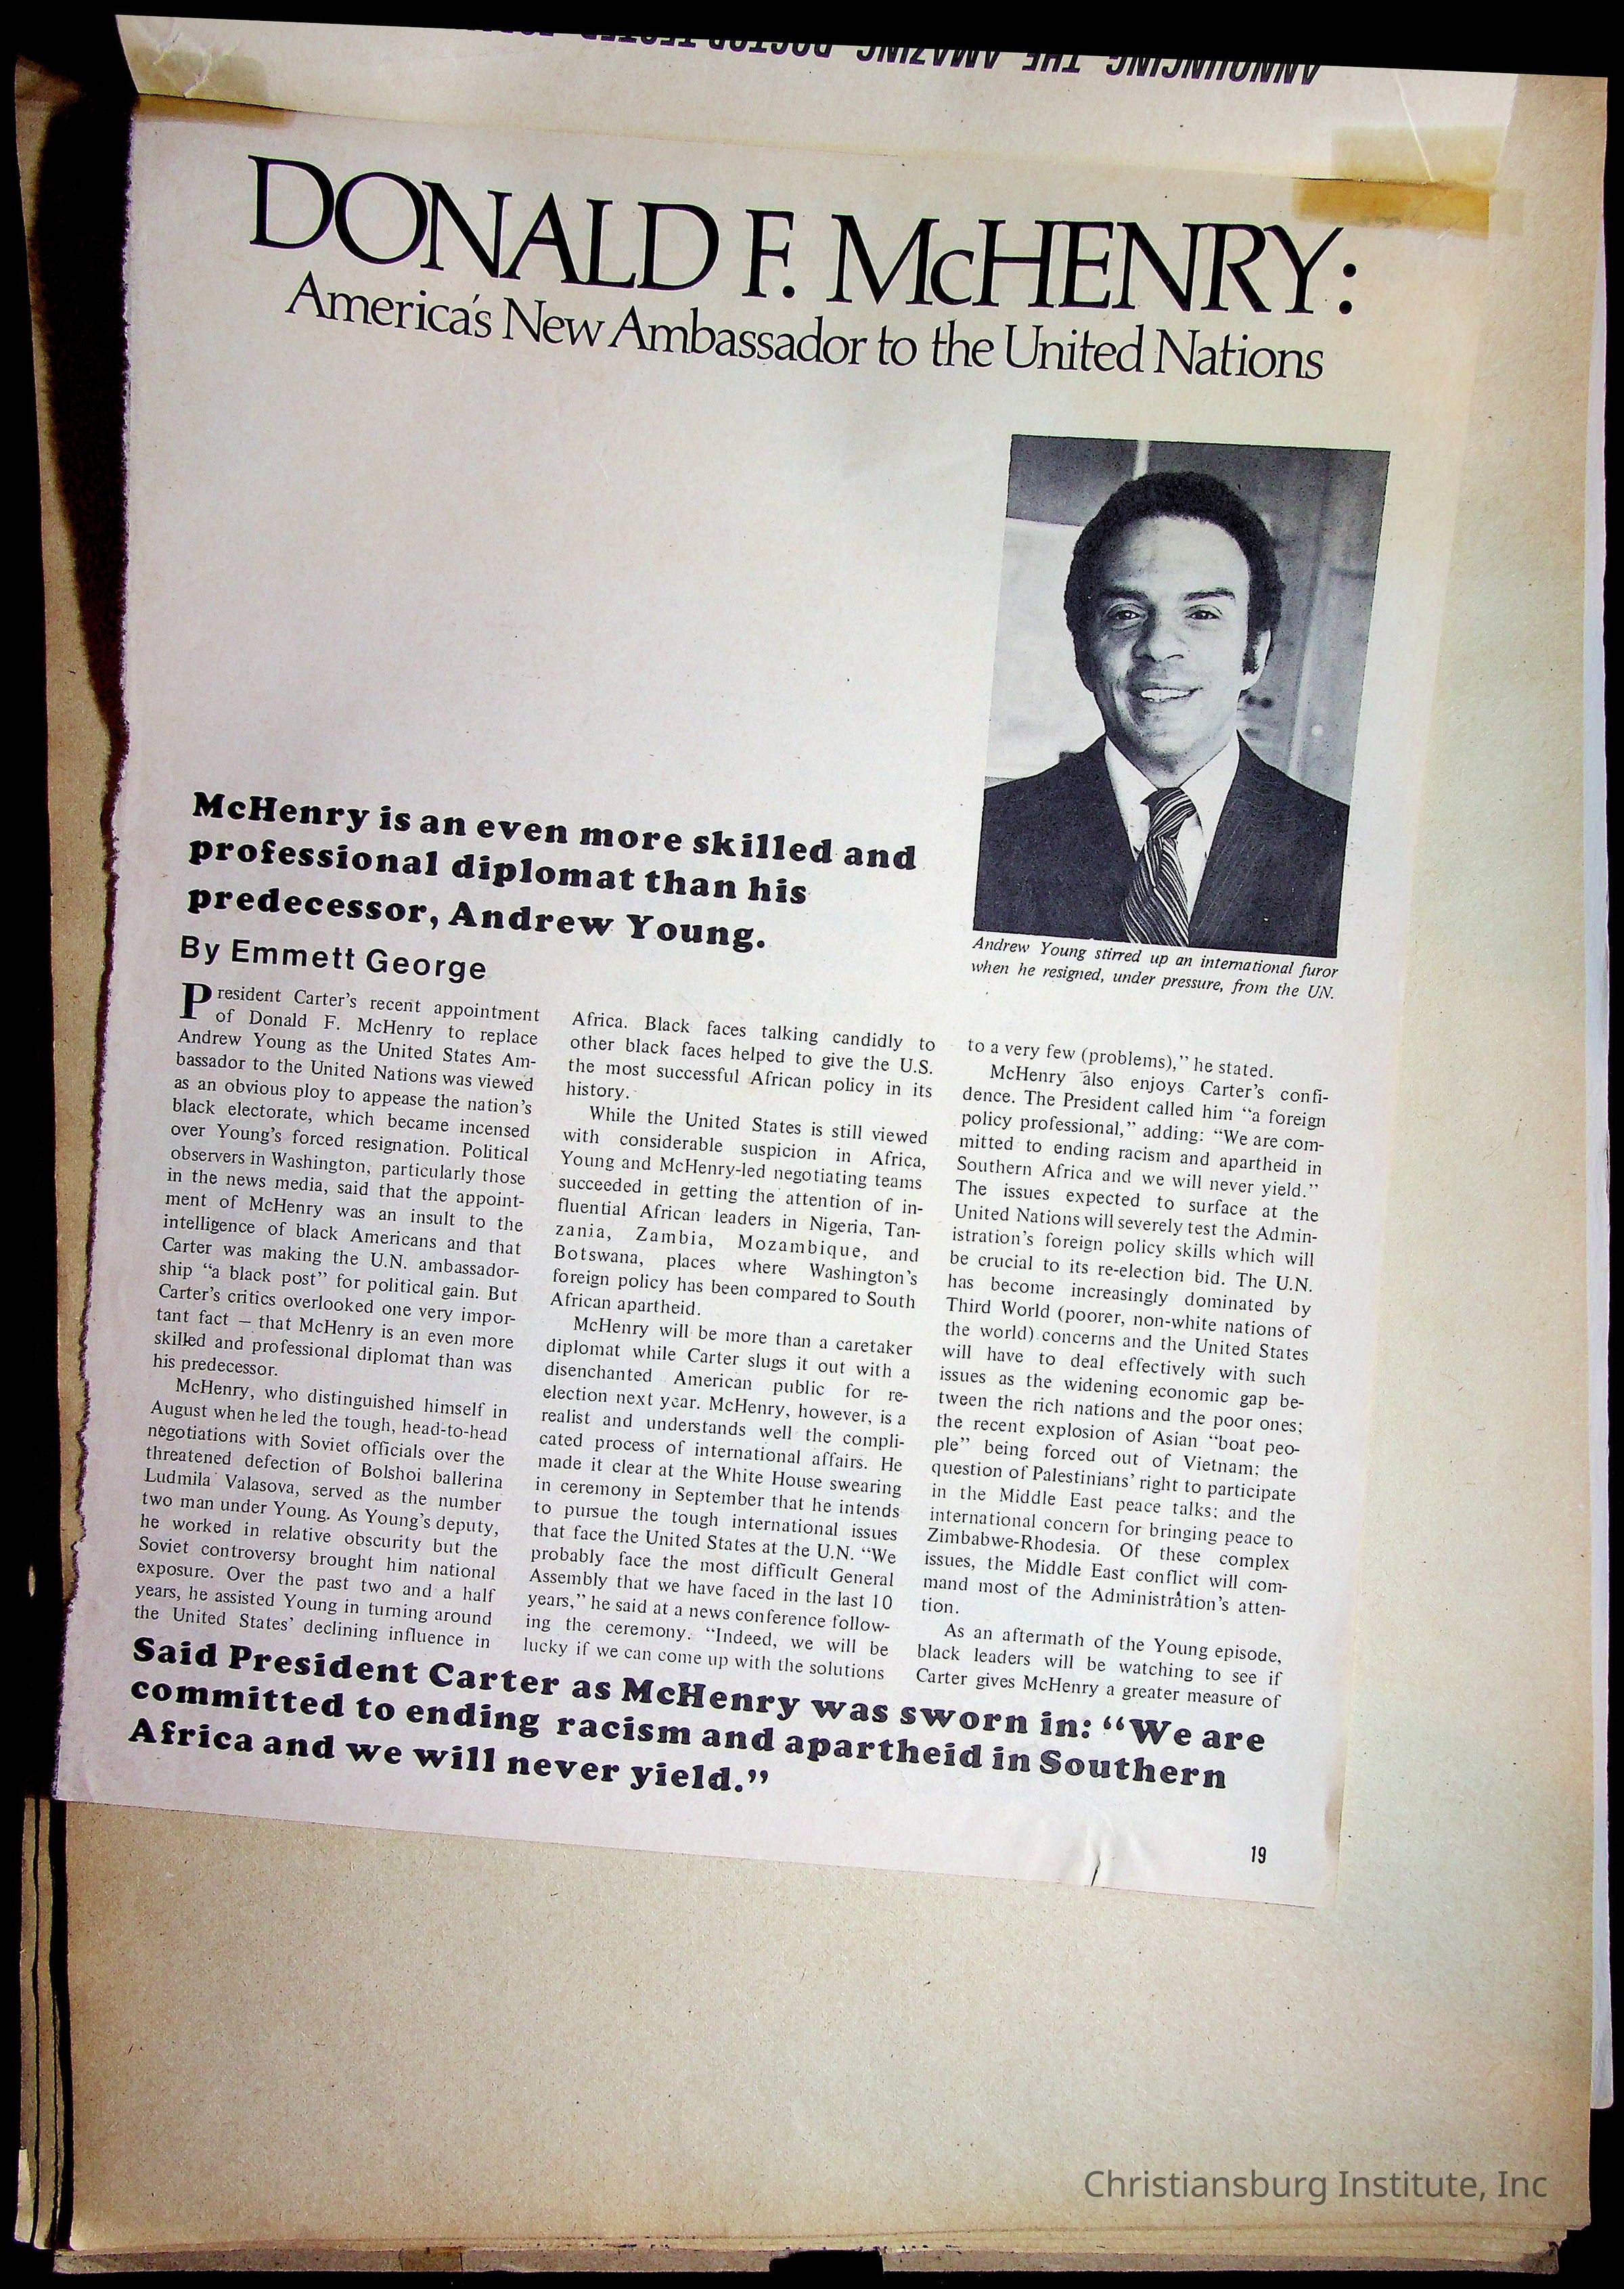 ANNOUNCING THE AMAZING DOCTOR TESTED
DONALD F. McHENRY:
America's New Ambassador to the United Nations
McHenry is an even more skilled and
professional diplomat than his
predecessor, Andrew Young.
By Emmett George
Andrew Young stirred up an international furor
when he resigned, under pressure, from the UN.
President Carter's recent appointment
of Donald F. McHenry to replace
Andrew Young as the United States Am-
bassador to the United Nations was viewed
as an obvious ploy to appease the nation's
black electorate, which became incensed
over Young's forced resignation. Political
observers in Washington, particularly those
in the news media, said that the appoint-
ment of McHenry was an insult to the
intelligence of black Americans and that
Carter was making the U.N. ambassador-
ship “a black post” for political gain. But
Carter's critics overlooked one very impor-
tant fact – that McHenry is an even more
skilled and professional diplomat than was
his predecessor.
McHenry, who distinguished himself in
August when he led the tough, head-to-head
negotiations with Soviet officials over the
threatened defection of Bolshoi ballerina
Ludmila Valasova, served as the number
two man under Young. As Young's deputy,
he worked in relative obscurity but the
Soviet controversy brought him national
exposure. Over the past two and a half
years, he assisted Young in turning around
the United States' declining influence in
Africa. Black faces talking candidly to
other black faces helped to give the U.S.
the most successful African policy in its
history.
While the United States is still viewed
with considerable suspicion in Africa,
Young and McHenry-led negotiating teams
succeeded in getting the attention of in-
fluential African leaders in Nigeria, Tan-
zania, Zambia, Mozambique, and
Botswana, places where Washington's
foreign policy has been compared to South
African apartheid.
McHenry will be more than a caretaker
diplomat while Carter slugs it out with a
disenchanted American public for re-
election next year. McHenry, however, is a
realist and understands well the compli-
cated process of international affairs. He
made it clear at the White House swearing
in ceremony in September that he intends
to pursue the tough international issues
that face the United States at the U.N. “We
probably face the most difficult General
Assembly that we have faced in the last 10
years,” he said at a news conference follow-
ing the ceremony. “Indeed, we will be
lucky if we can come up with the solutions
to a very few (problems),” he stated.
McHenry also enjoys Carter's confi-
dence. The President called him “a foreign
policy professional,” adding: “We are com-
mitted to ending racism and apartheid in
Southern Africa and we will never yield.”
The issues expected to surface at the
United Nations will severely test the Admin-
istration's foreign policy skills which will
be crucial to its re-election bid. The U.N.
has become increasingly dominated by
Third World (poorer, non-white nations of
the world) concerns and the United States
will have to deal effectively with such
issues as the widening economic gap be-
tween the rich nations and the poor ones;
the recent explosion of Asian “boat peo-
ple” being forced out of Vietnam; the
question of Palestinians' right to participate
in the Middle East peace talks; and the
international concern for bringing peace to
Zimbabwe-Rhodesia. Of these complex
issues, the Middle East conflict will com-
mand most of the Administration's atten-
tion.
As an aftermath of the Young episode,
black leaders will be watching to see if
Carter gives McHenry a greater measure of
Said President Carter as McHenry was sworn in: “We are
committed to ending racism and apartheid in Southern
Africa and we will never yield.”
19
Christiansburg Institute, Inc